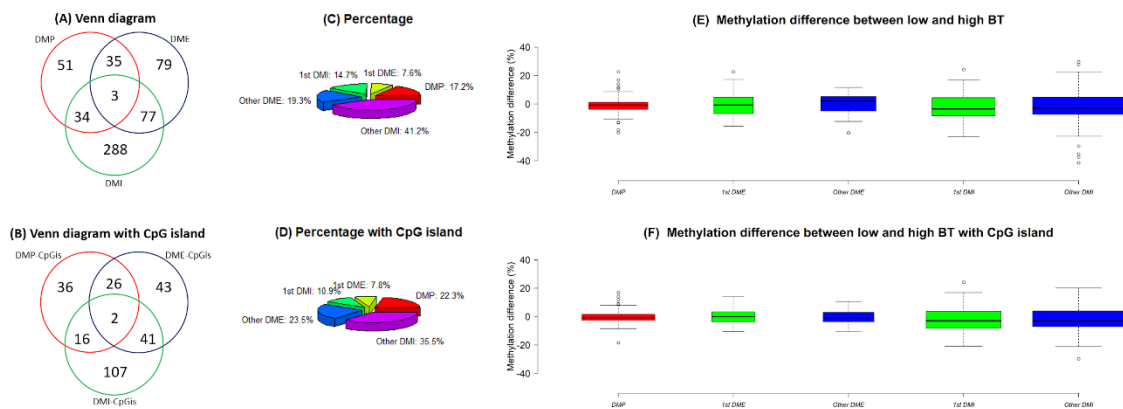 (A) Venn diagram
DMP
DME
51
35
79
3
34
77
288
DMI
(C) Percentage
1st DMI: 14.7%
1st DME: 7.6%
DMP: 17.2%
Other DME: 19.3%
Other DMI: 41.2%
(E) Methylation difference between low and high BT
Methylation difference (%)
40
20
0
-20
-40
DMP
1st DME
Other DME
1st DMI
Other DMI
(B) Venn diagram with CpG island
DMP-CpGis
DME-CpGis
36
26
43
2
16
41
107
DMI-CpGis
(D) Percentage with CpG island
1st DME: 7.8%
1st DMI: 10.9%
DMP: 22.3%
Other DME: 23.5%
Other DMI: 35.5%
(F) Methylation difference between low and high BT with CpG island
Methylation difference (%)
40
20
0
-20
-40
DMP
1st DME
Other DME
1st DMI
Other DMI